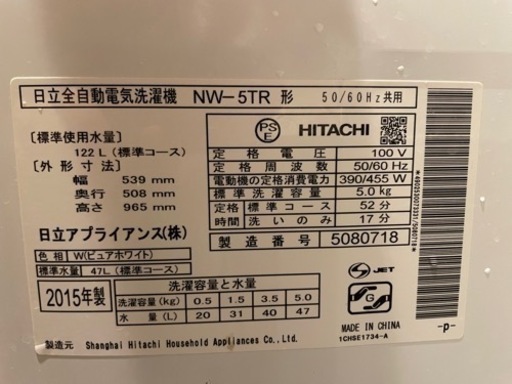 日立全自動電気洗濯機 NW-5TR 形 50/60Hz共用
[標準使用水量]
122 L (標準コース)
[外形寸法]
幅 539 mm
奥行 508 mm
高さ 965 mm
日立アプライアンス(株)
色相 W(ピュアホワイト)
標準水量 47L (標準コース)
PS
E
HITACHI
定格電圧 100 V
定格周波数 50/60 Hz
電動機の定格消費電力 390/455 W
標準洗濯容量 5.0kg
定格 標準コース 52分
時間 洗いのみ 17分
製造番号 5080718
2015年製
洗濯容量と水量
洗濯容量(kg) 0.5 1.5 3.5 5.0
水量 (L) 20 31 40 47
JET
G
MADE IN CHINA
1CHSE1734-A
製造元 Shanghai Hitachi Household Appliances Co., Ltd.
-p-